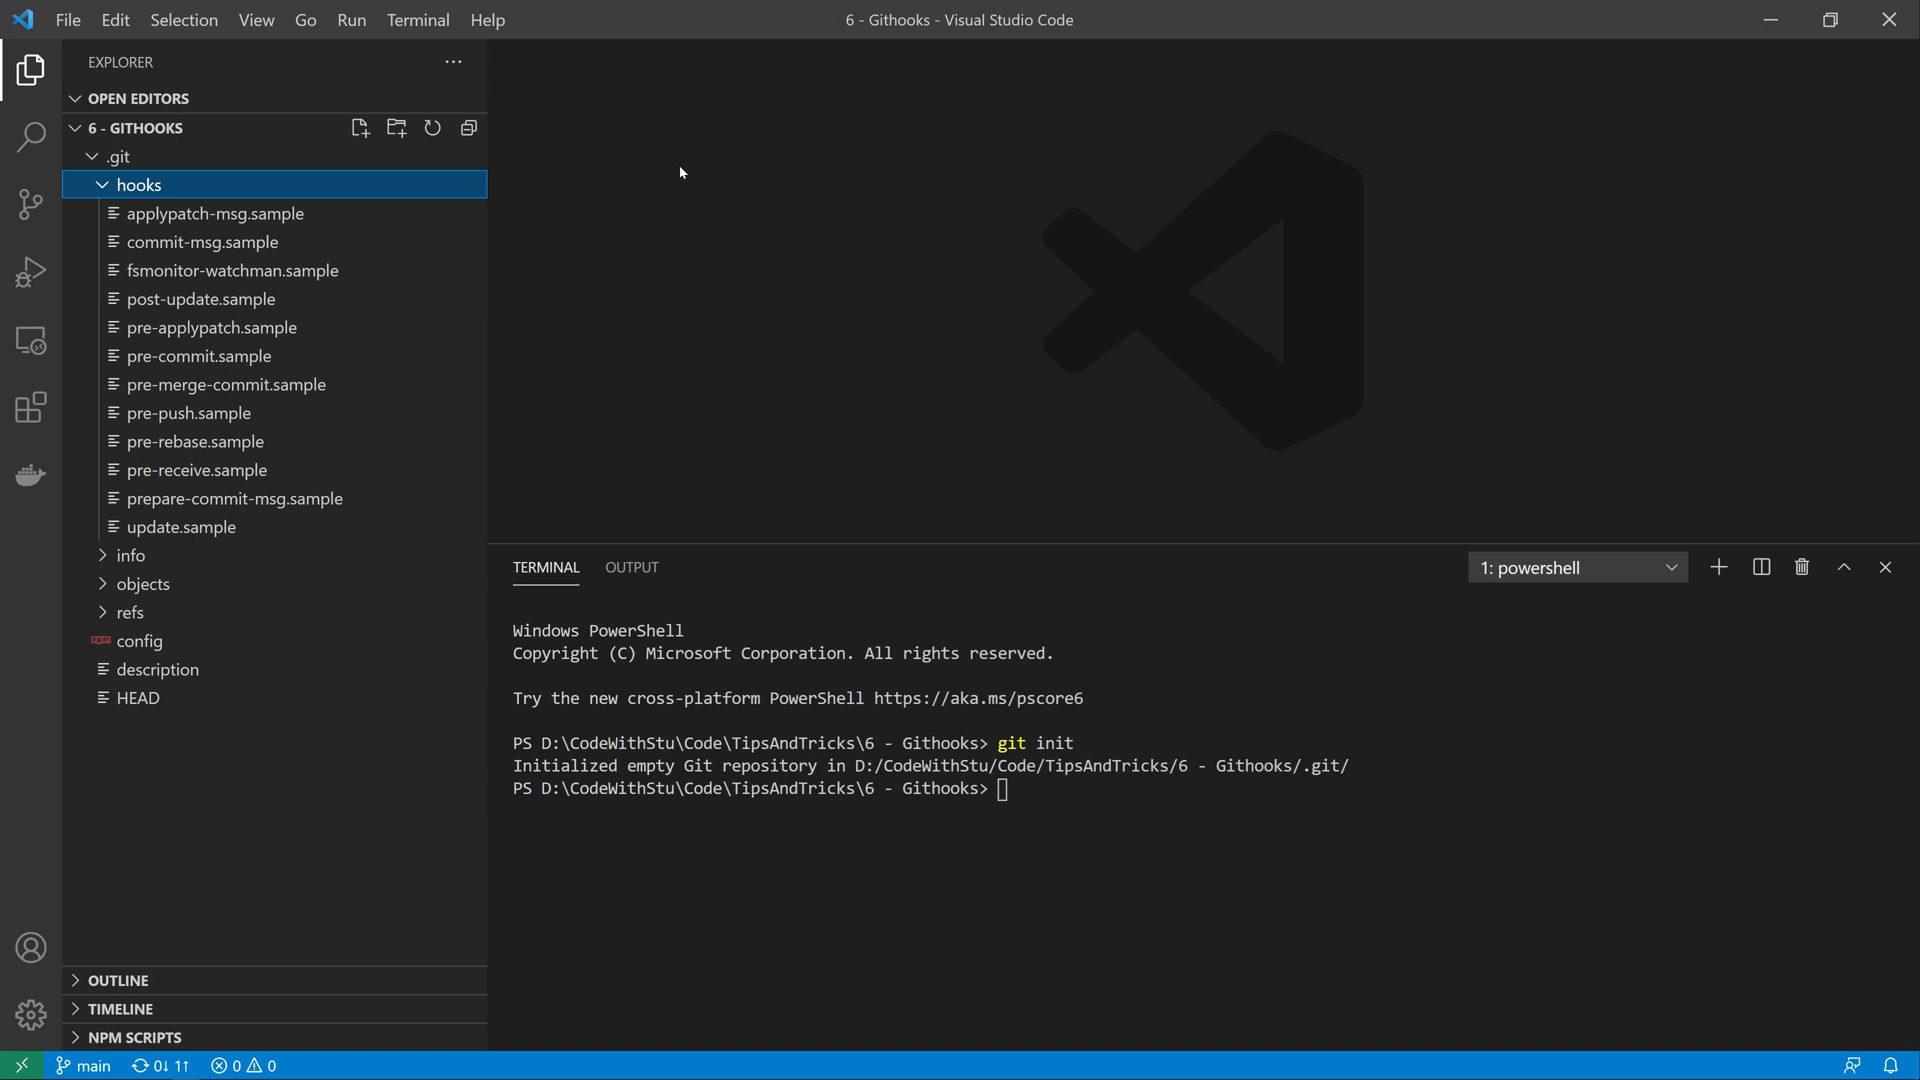 File Edit Selection View Go Run Terminal Help
6 - Githooks - Visual Studio Code
EXPLORER
OPEN EDITORS
6 - GITHOOKS
.git
hooks
applypatch-msg.sample
commit-msg.sample
fsmonitor-watchman.sample
post-update.sample
pre-applypatch.sample
pre-commit.sample
pre-merge-commit.sample
pre-push.sample
pre-rebase.sample
pre-receive.sample
prepare-commit-msg.sample
update.sample
info
objects
refs
config
description
HEAD
OUTLINE
TIMELINE
NPM SCRIPTS
TERMINAL OUTPUT
1: powershell
Windows PowerShell
Copyright (C) Microsoft Corporation. All rights reserved.
Try the new cross-platform PowerShell https://aka.ms/pscore6
PS D:\CodeWithStu\Code\TipsAndTricks\6 - Githooks> git init
Initialized empty Git repository in D:/CodeWithStu/Code/TipsAndTricks/6 - Githooks/.git/
PS D:\CodeWithStu\Code\TipsAndTricks\6 - Githooks>
main 0↓ 1↑ 0 0